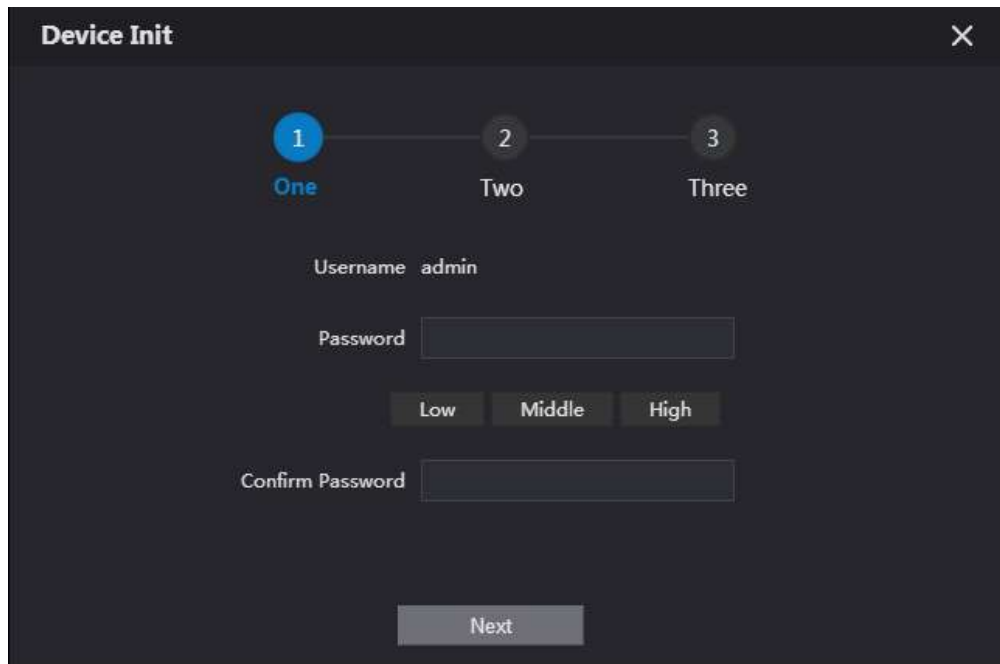 Device Init
1 2 3
One Two Three
Username admin
Password
Low Middle High
Confirm Password
Next